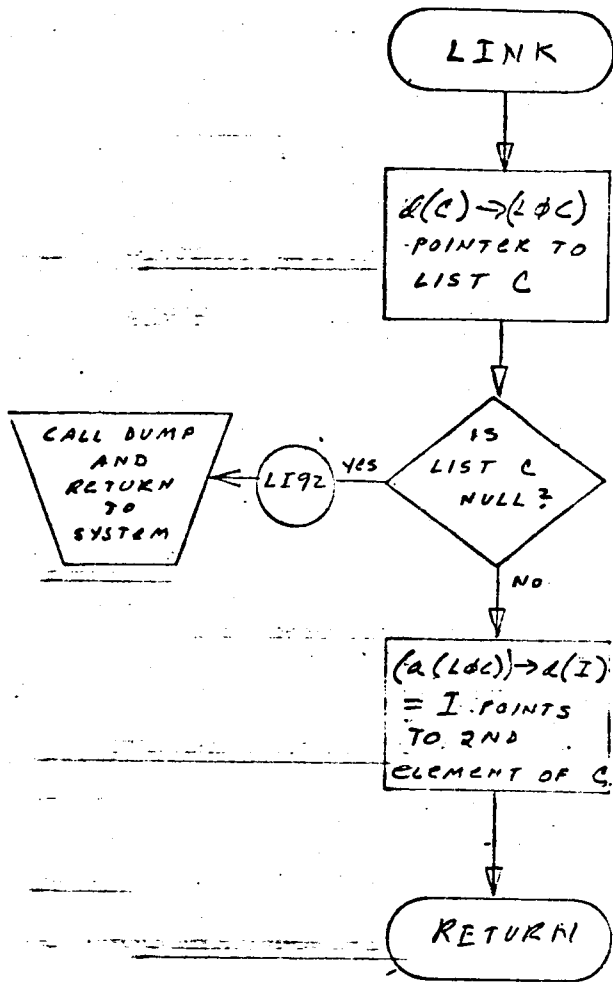 LINK
d(C)→(LØC)
POINTER TO
LIST C
IS
LIST C
NULL?
YES
LI92
CALL DUMP
AND
RETURN
TO
SYSTEM
NO
(a(LØC))→d(I)
= I POINTS
TO 2ND
ELEMENT OF C.
RETURN